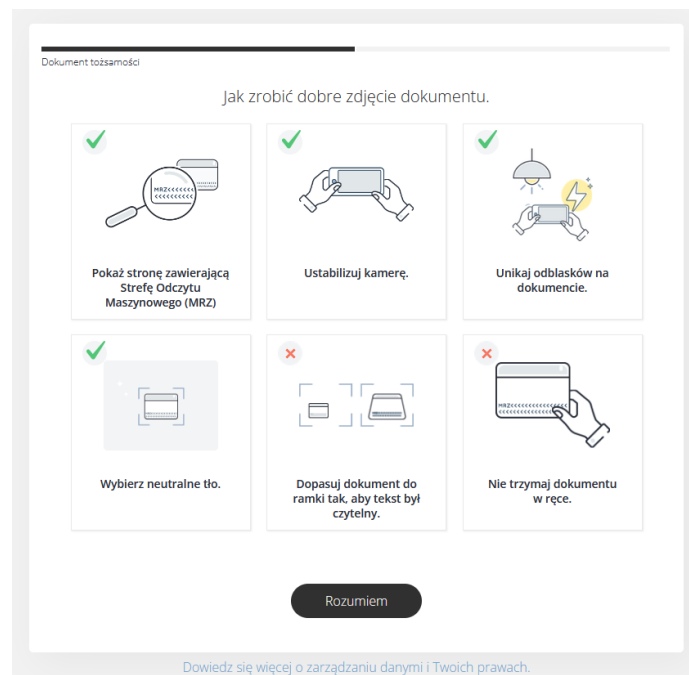 Dokument tożsamości
Jak zrobić dobre zdjęcie dokumentu.
MRZ<<<<<<<
<<<<<<<<<
Pokaż stronę zawierającą
Strefę Odczytu
Maszynowego (MRZ)
Ustabilizuj kamerę.
Unikaj odblasków na
dokumencie.
Wybierz neutralne tło.
Dopasuj dokument do
ramki tak, aby tekst był
czytelny.
Nie trzymaj dokumentu
w ręce.
Rozumiem
Dowiedz się więcej o zarządzaniu danymi i Twoich prawach.